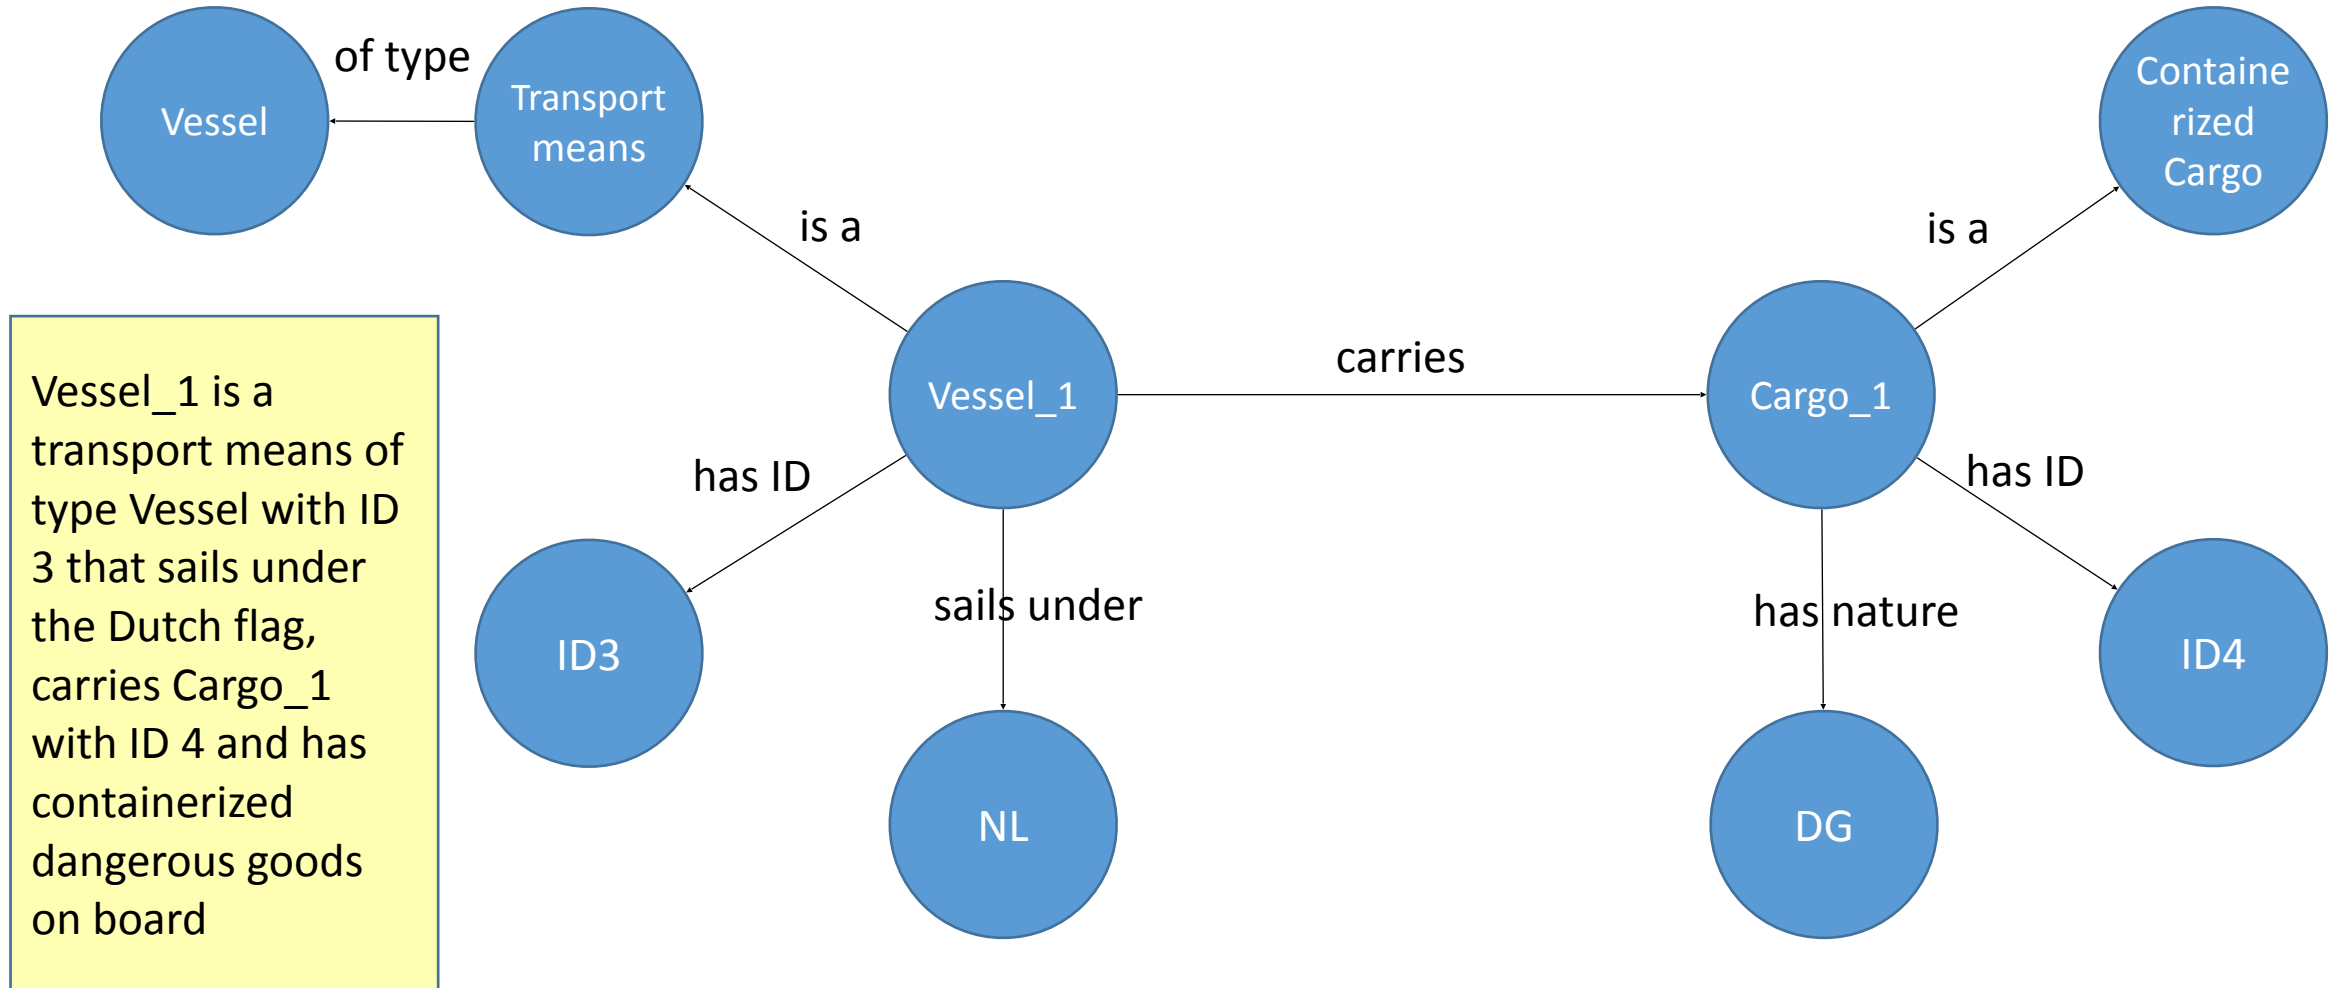 of type
Vessel
Transport
means
Containe
rized
Cargo
is a
is a
Vessel_1 is a
transport means of
type Vessel with ID
3 that sails under
the Dutch flag,
carries Cargo_1
with ID 4 and has
containerized
dangerous goods
on board
Vessel_1
carries
Cargo_1
has ID
has ID
sails under
has nature
ID3
ID4
NL
DG